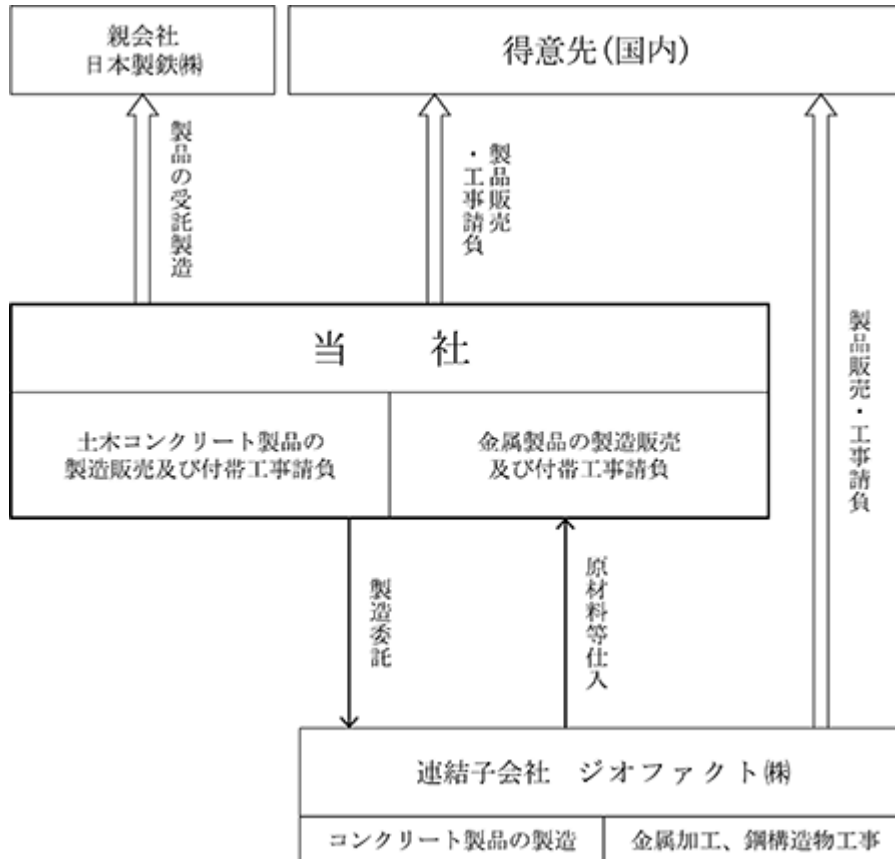 親会社
日本製鉄㈱
得意先(国内)
製品の受託製造
製品販売
・工事請負
当 社
土木コンクリート製品の
製造販売及び付帯工事請負
金属製品の製造販売
及び付帯工事請負
製品販売・工事請負
製造委託
原材料等仕入
連結子会社 ジオファクト㈱
コンクリート製品の製造
金属加工、鋼構造物工事